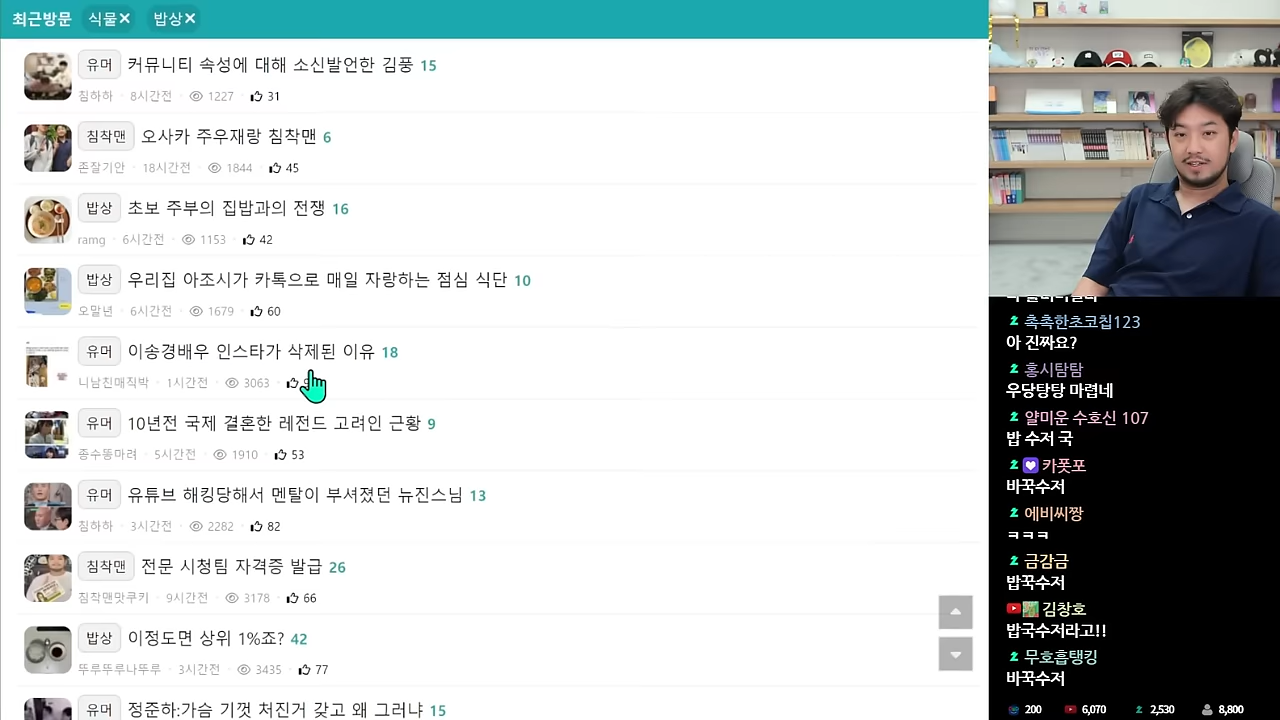 최근방문 식물✕ 밥상✕
유머 커뮤니티 속성에 대해 소신발언한 김풍 15
침하하 · 8시간전 · 1227 · 31
침착맨 오사카 주우재랑 침착맨 6
존잘기안 · 18시간전 · 1844 · 45
밥상 초보 주부의 집밥과의 전쟁 16
ramg · 6시간전 · 1153 · 42
밥상 우리집 아조시가 카톡으로 매일 자랑하는 점심 식단 10
오말년 · 6시간전 · 1679 · 60
유머 이송경배우 인스타가 삭제된 이유 18
니남친매직박 · 1시간전 · 3063
유머 10년전 국제 결혼한 레전드 고려인 근황 9
종수똥마려 · 5시간전 · 1910 · 53
유머 유튜브 해킹당해서 멘탈이 부셔졌던 뉴진스님 13
침하하 · 3시간전 · 2282 · 82
침착맨 전문 시청팀 자격증 발급 26
침착맨맛쿠키 · 9시간전 · 3178 · 66
밥상 이정도면 상위 1%죠? 42
뚜루뚜루나뚜루 · 3시간전 · 3435 · 77
유머 정준하:가슴 기껏 처진거 갖고 왜 그러냐 15
촉촉한초코칩123
아 진짜요?
홍시탐탐
우당탕탕 마렵네
얄미운 수호신 107
밥 수저 국
카폿포
바꾹수저
에비씨짱
ㅋㅋㅋ
금감금
밥꾹수저
김창호
밥국수저라고!!
무호흡탱킹
바꾹수저
200 6,070 2,530 8,800